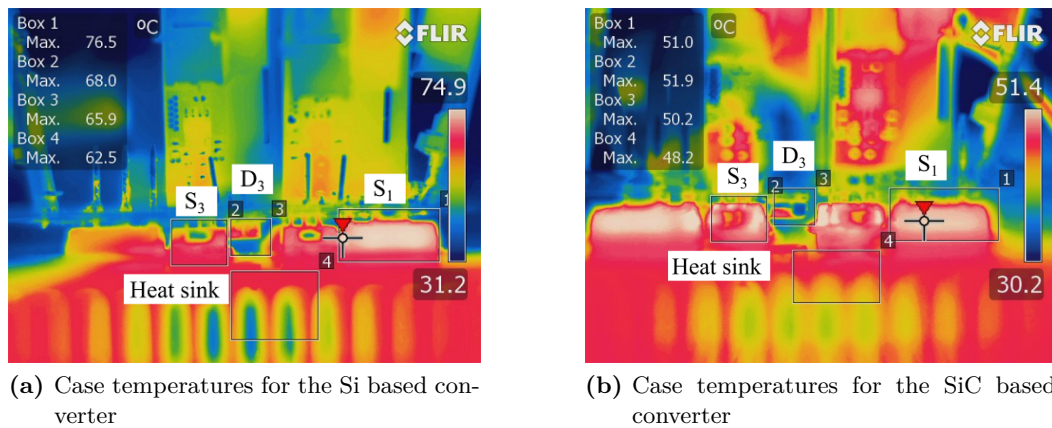 Box 1
Max. 76.5
Box 2
Max. 68.0
Box 3
Max. 65.9
Box 4
Max. 62.5
ºC
FLIR
74.9
S3
D3
S1
2
3
1
4
Heat sink
31.2
(a) Case temperatures for the Si based con-
verter
Box 1
Max. 51.0
Box 2
Max. 51.9
Box 3
Max. 50.2
Box 4
Max. 48.2
ºC
FLIR
51.4
S3
D3
S1
2
3
1
4
Heat sink
30.2
(b) Case temperatures for the SiC based
converter